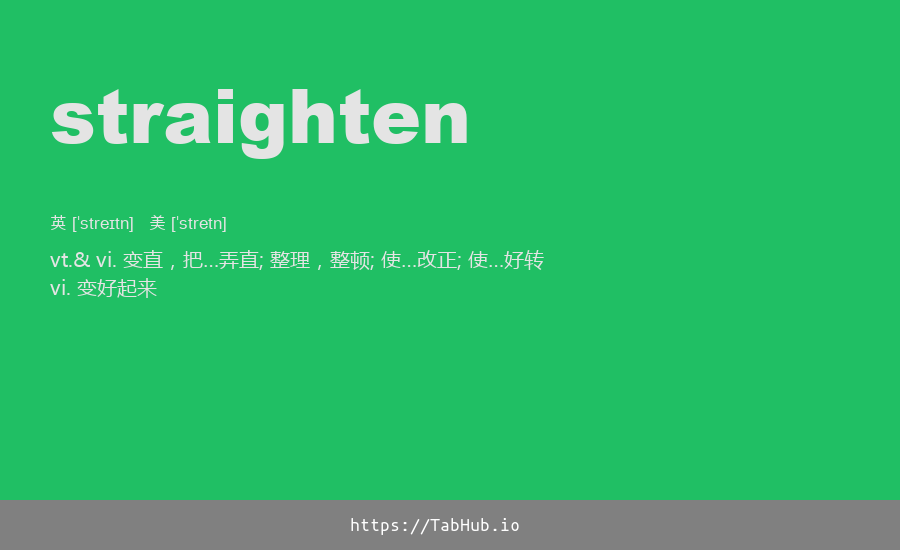 straighten
英 [ˈstreɪtn] 美 [ˈstretn]
vt.& vi. 变直，把...弄直; 整理，整顿; 使...改正; 使...好转
vi. 变好起来
https://TabHub.io